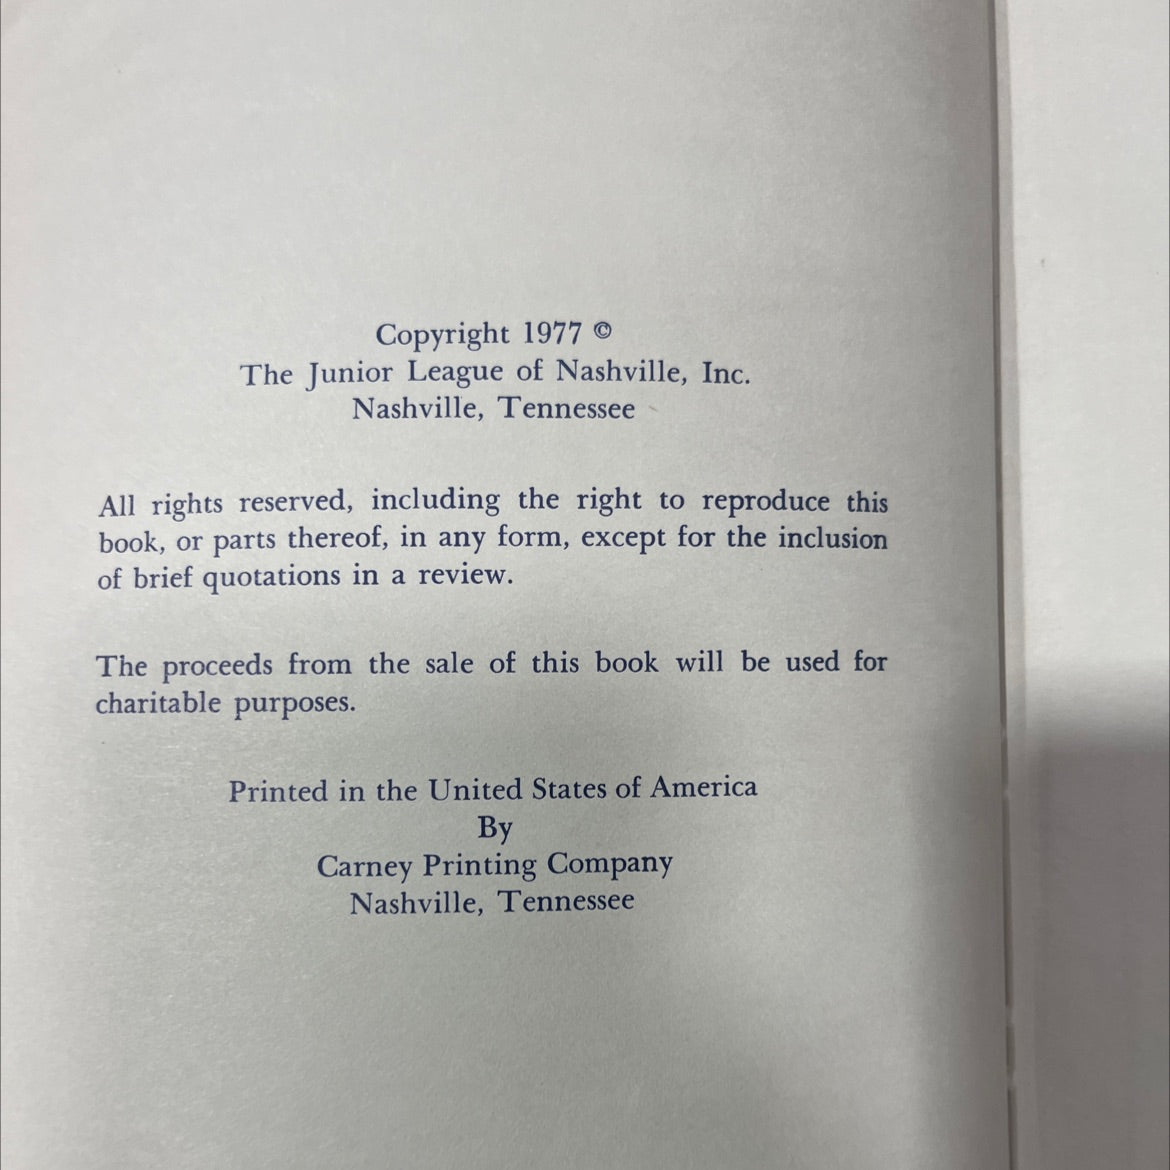 Copyright 1977 ©
The Junior League of Nashville, Inc.
Nashville, Tennessee
All rights reserved, including the right to reproduce this
book, or parts thereof, in any form, except for the inclusion
of brief quotations in a review.
The proceeds from the sale of this book will be used for
charitable purposes.
Printed in the United States of America
By
Carney Printing Company
Nashville, Tennessee